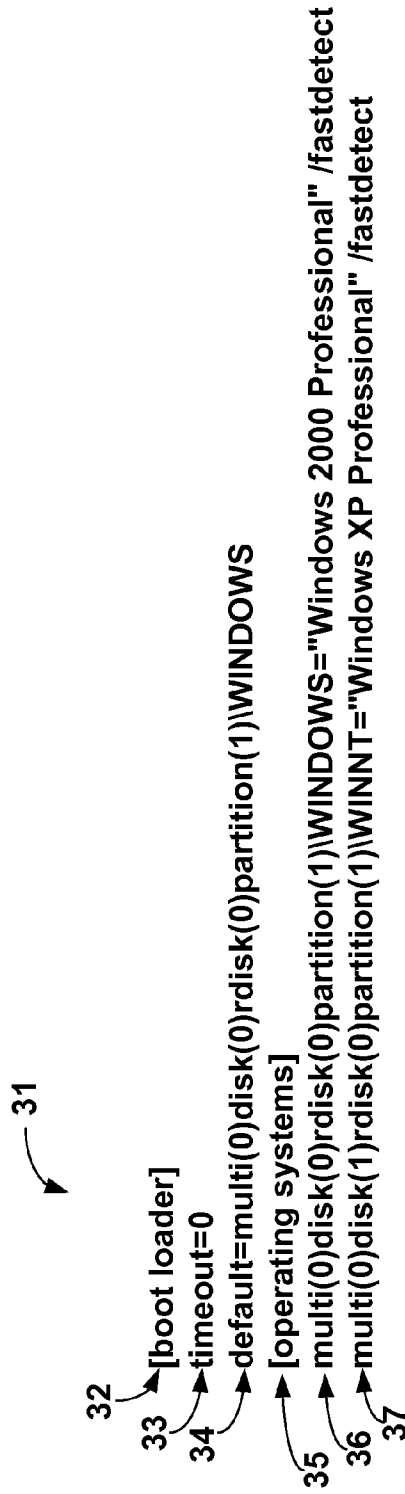 31
32 [boot loader]
33 timeout=0
34 default=multi(0)disk(0)rdisk(0)partition(1)\WINDOWS
35 [operating systems]
36 multi(0)disk(0)rdisk(0)partition(1)\WINDOWS="Windows 2000 Professional" /fastdetect
37 multi(0)disk(1)rdisk(0)partition(1)\WINNT="Windows XP Professional" /fastdetect